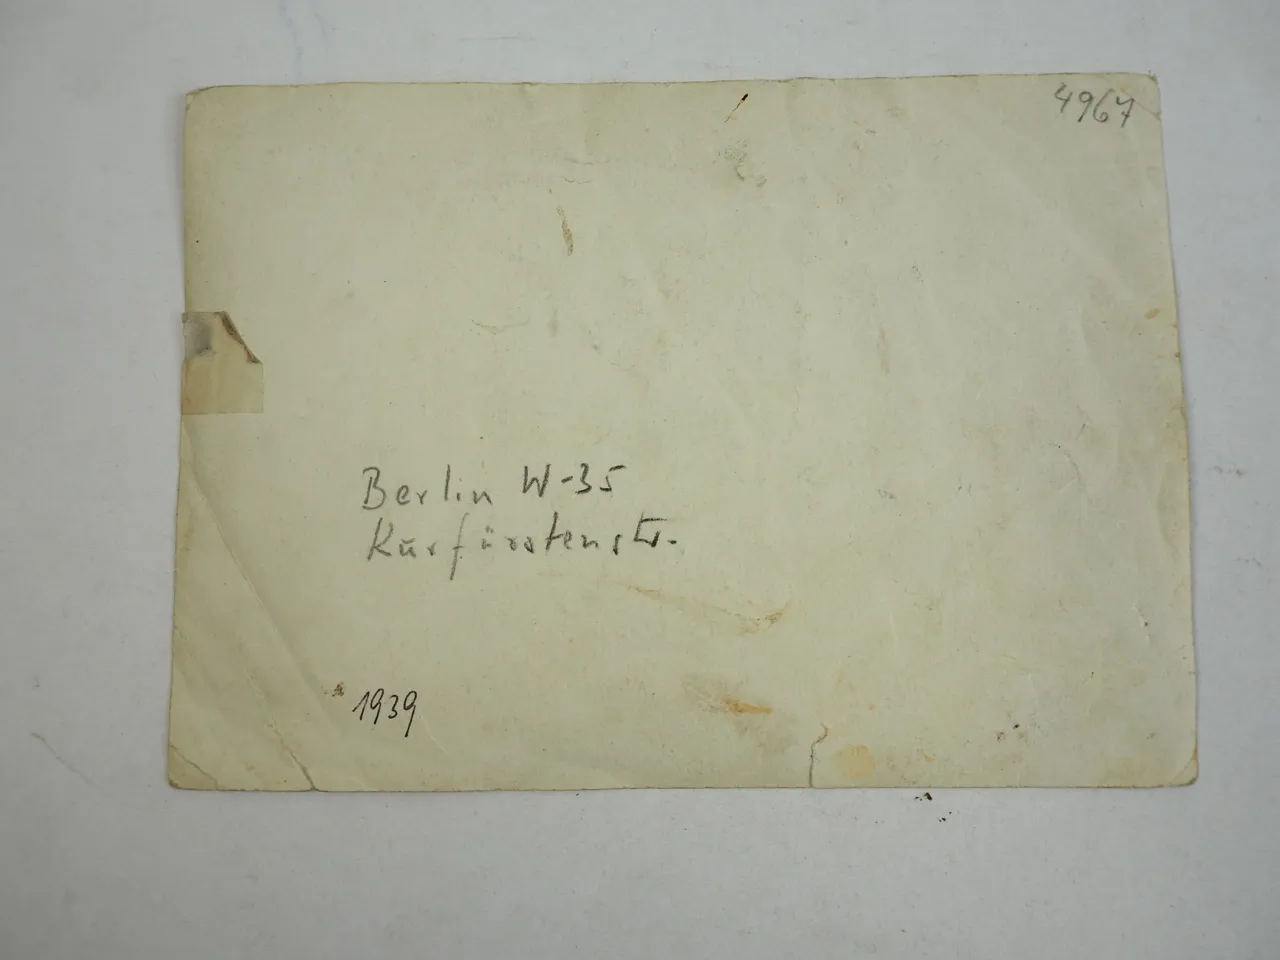 4967
Berlin W-35
Kurfürstenstr.
1939